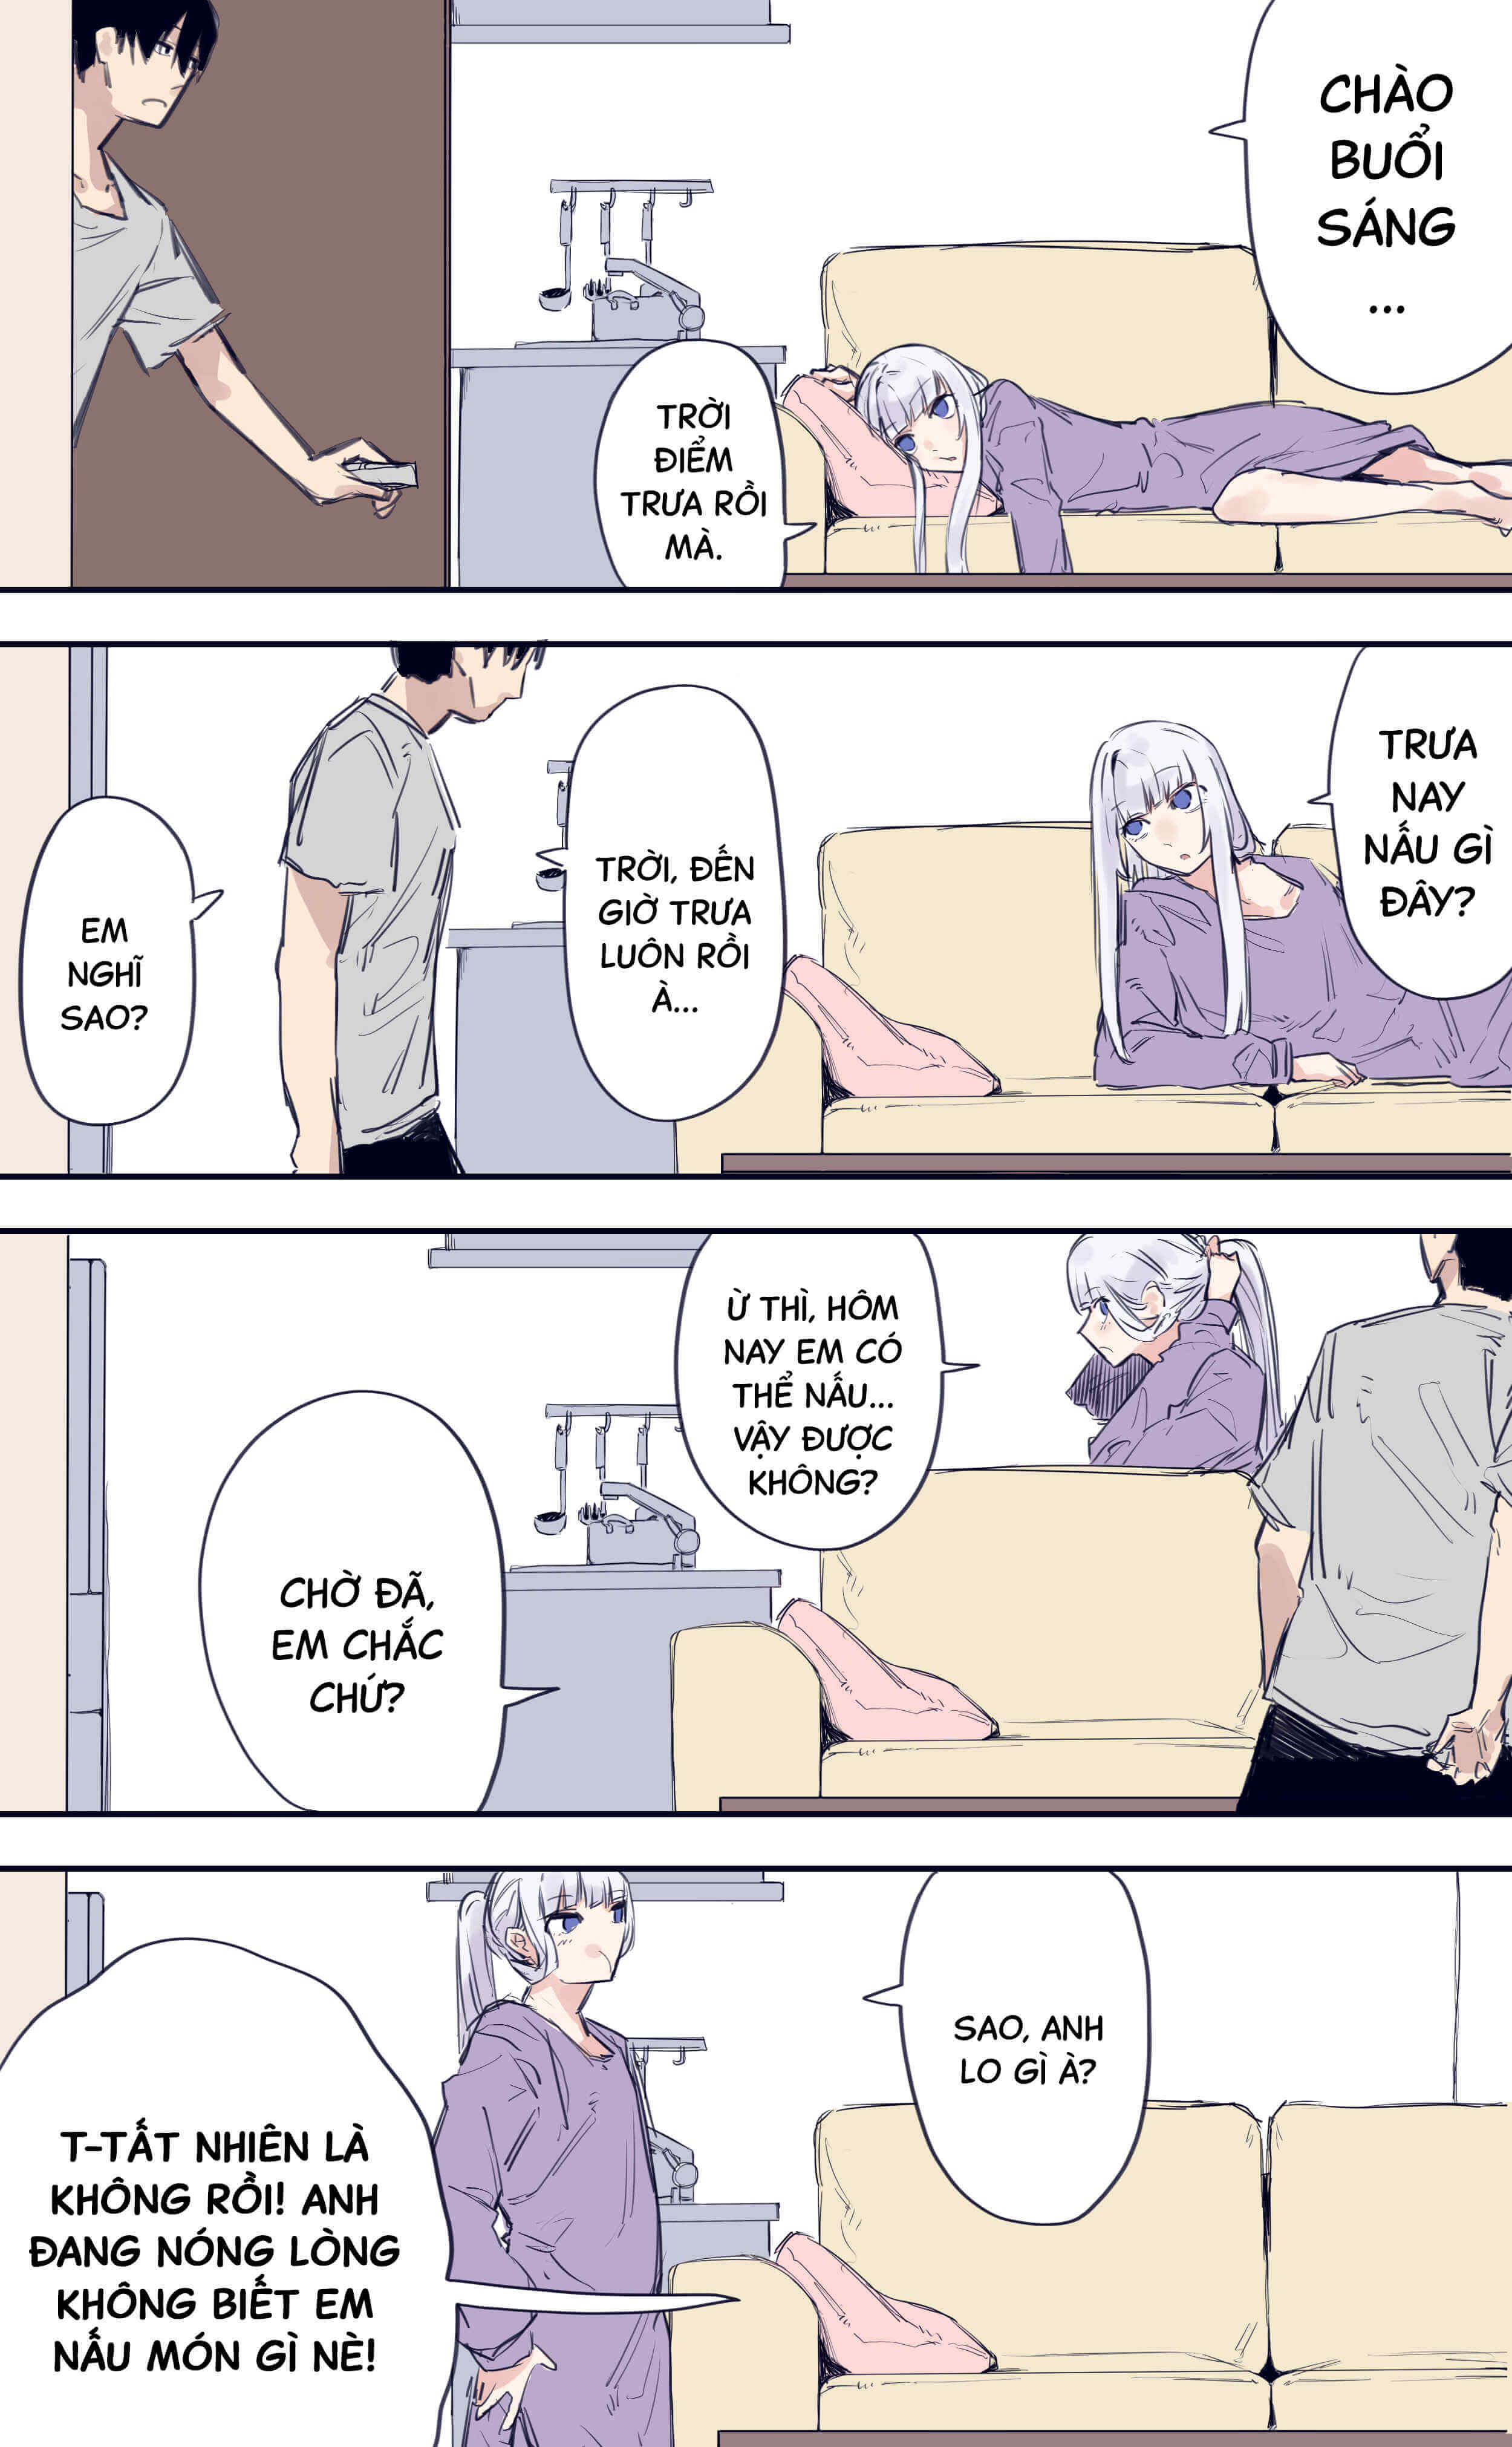 CHÀO
BUỔI
SÁNG
...
TRỜI
ĐIỂM
TRƯA RỒI
MÀ.
TRƯA
NAY
NẤU GÌ
ĐÂY?
TRỜI, ĐẾN
GIỜ TRƯA
LUÔN RỒI
À...
EM
NGHĨ
SAO?
Ừ THÌ, HÔM
NAY EM CÓ
THỂ NẤU...
VẬY ĐƯỢC
KHÔNG?
CHỜ ĐÃ,
EM CHẮC
CHỨ?
SAO, ANH
LO GÌ À?
T-TẤT NHIÊN LÀ
KHÔNG RỒI! ANH
ĐANG NÓNG LÒNG
KHÔNG BIẾT EM
NẤU MÓN GÌ NÈ!